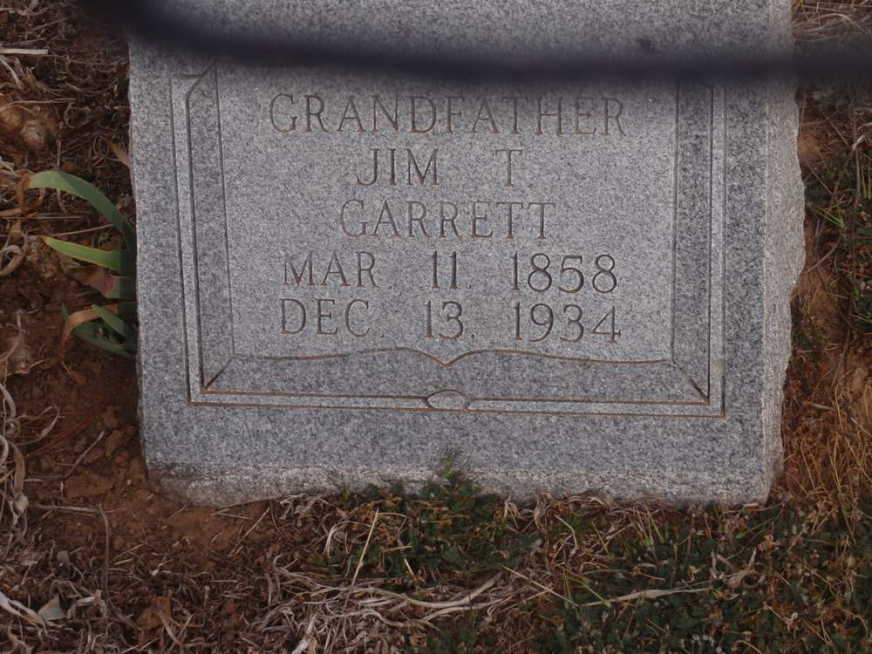 GRANDFATHER
JIM T.
GARRETT
MAR. 11. 1858
DEC. 13. 1934